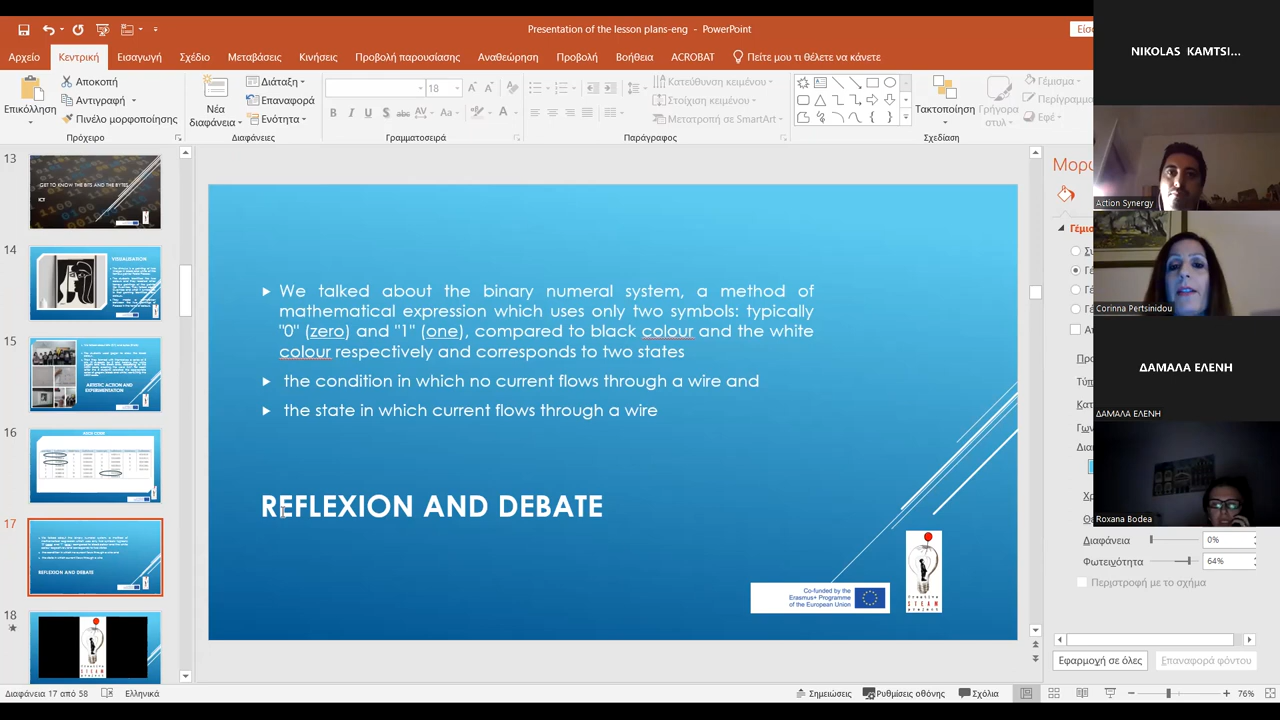 Presentation of the lesson plans-eng - PowerPoint
Είσο
Αρχείο Κεντρική Εισαγωγή Σχέδιο Μεταβάσεις Κινήσεις Προβολή παρουσίασης Αναθεώρηση Προβολή Βοήθεια ACROBAT Πείτε μου τι θέλετε να κάνετε
Επικόλληση
Αποκοπή
Αντιγραφή
Πινέλο μορφοποίησης
Πρόχειρο
Νέα
διαφάνεια
Διάταξη
Επαναφορά
Ενότητα
Διαφάνειες
18
Γραμματοσειρά
Κατεύθυνση κειμένου
Στοίχιση κειμένου
Μετατροπή σε SmartArt
Παράγραφος
Τακτοποίηση
Γρήγορα
στυλ
Γέμισμα
Περίγραμμα
Εφέ
Σχεδίαση
13
GET TO KNOW THE BITS AND THE BYTES
ICT
14
VISUALISATION
15
ARTISTIC ACTION AND
EXPERIMENTATION
16
ASCII CODE
17
REFLEXION AND DEBATE
18
We talked about the binary numeral system, a method of
mathematical expression which uses only two symbols: typically
"0" (zero) and "1" (one), compared to black colour and the white
colour respectively and corresponds to two states
the condition in which no current flows through a wire and
the state in which current flows through a wire
REFLEXION AND DEBATE
Co-funded by the
Erasmus+ Programme
of the European Union
Creative
STEAM
project
NIKOLAS KAMTSI...
Action Synergy
Corinna Pertsinidou
ΔΑΜΑΛΑ ΕΛΕΝΗ
ΔΑΜΑΛΑ ΕΛΕΝΗ
Roxana Bodea
Διαφάνεια 0%
Φωτεινότητα 64%
Περιστροφή με το σχήμα
Εφαρμογή σε όλες Επαναφορά φόντου
Διαφάνεια 17 από 58 Ελληνικά Σημειώσεις Ρυθμίσεις οθόνης Σχόλια 76%